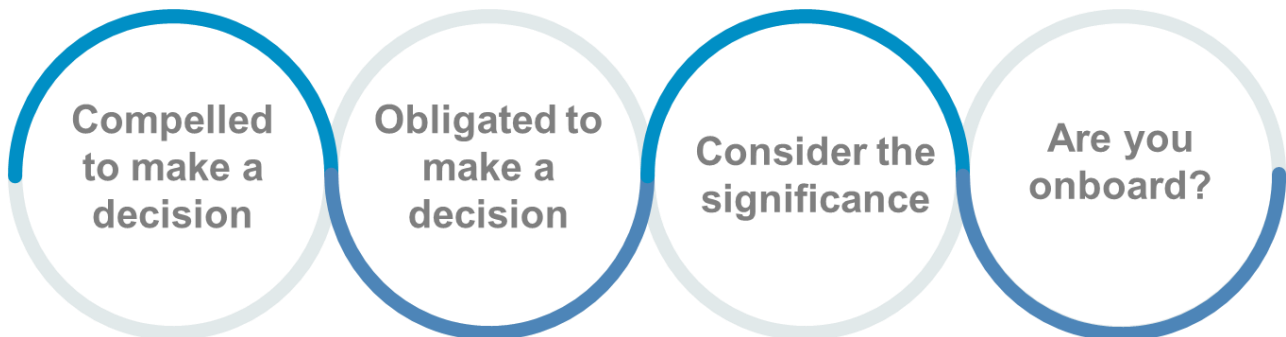 Compelled
to make a
decision
Obligated to
make a
decision
Consider the
significance
Are you
onboard?